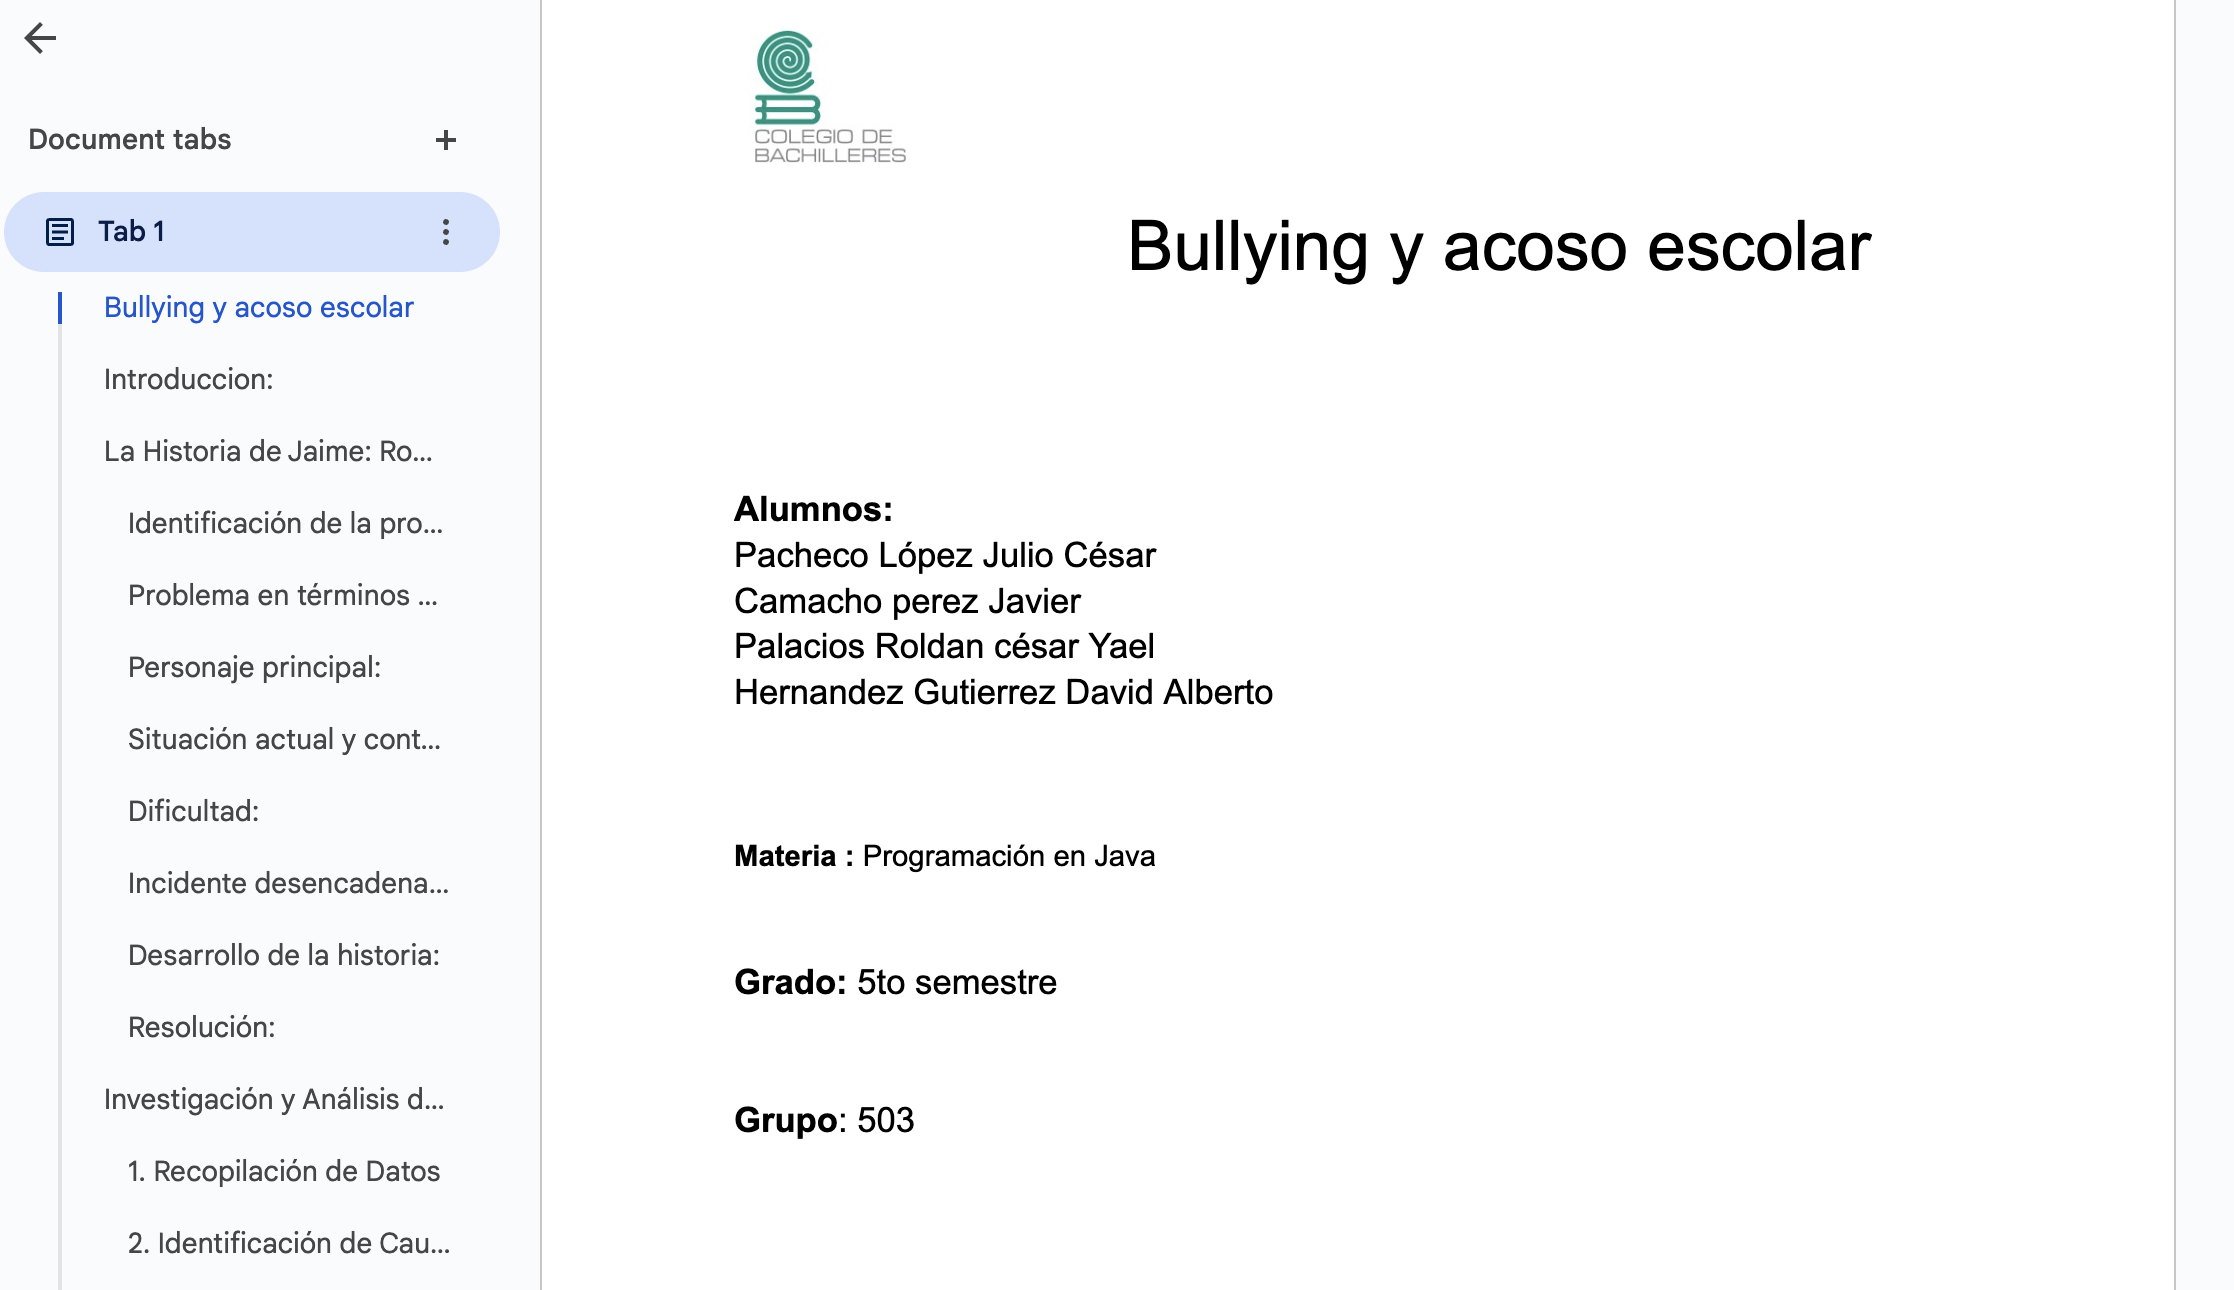 Document tabs
Tab 1
Bullying y acoso escolar
Introduccion:
La Historia de Jaime: Ro...
Identificación de la pro...
Problema en términos ...
Personaje principal:
Situación actual y cont...
Dificultad:
Incidente desencadena...
Desarrollo de la historia:
Resolución:
Investigación y Análisis d...
1. Recopilación de Datos
2. Identificación de Cau...
COLEGIO DE
BACHILLERES
Bullying y acoso escolar
Alumnos:
Pacheco López Julio César
Camacho perez Javier
Palacios Roldan césar Yael
Hernandez Gutierrez David Alberto
Materia : Programación en Java
Grado: 5to semestre
Grupo: 503